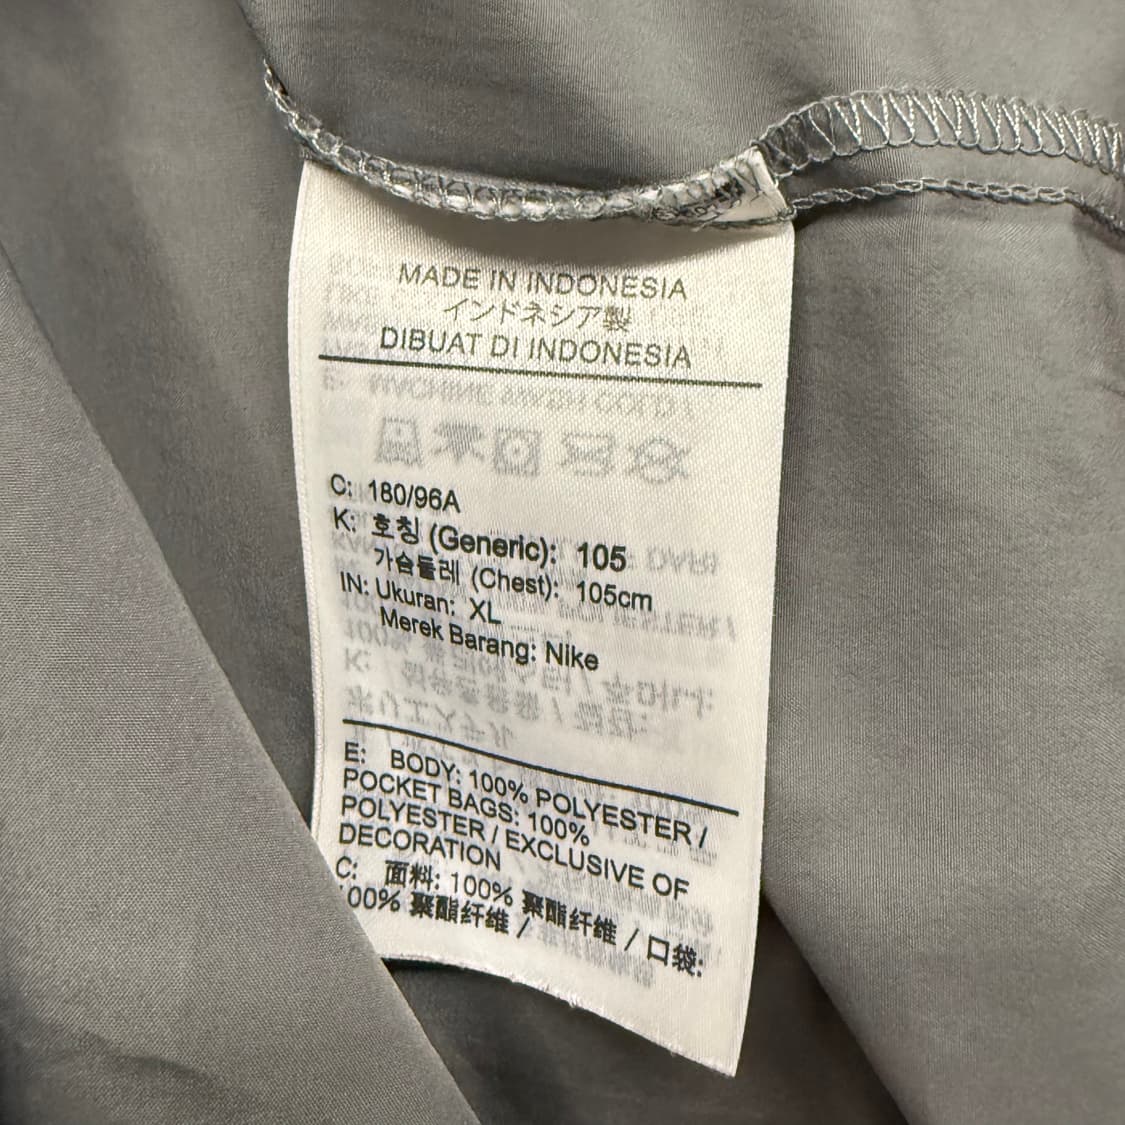 MADE IN INDONESIA
インドネシア製
DIBUAT DI INDONESIA
C: 180/96A
K: 호칭 (Generic): 105
가슴둘레 (Chest): 105cm
IN: Ukuran: XL
Merek Barang: Nike
E: BODY: 100% POLYESTER /
POCKET BAGS: 100%
POLYESTER / EXCLUSIVE OF
DECORATION
C: 面料: 100% 聚酯纤维 / 口袋:
100% 聚酯纤维 /